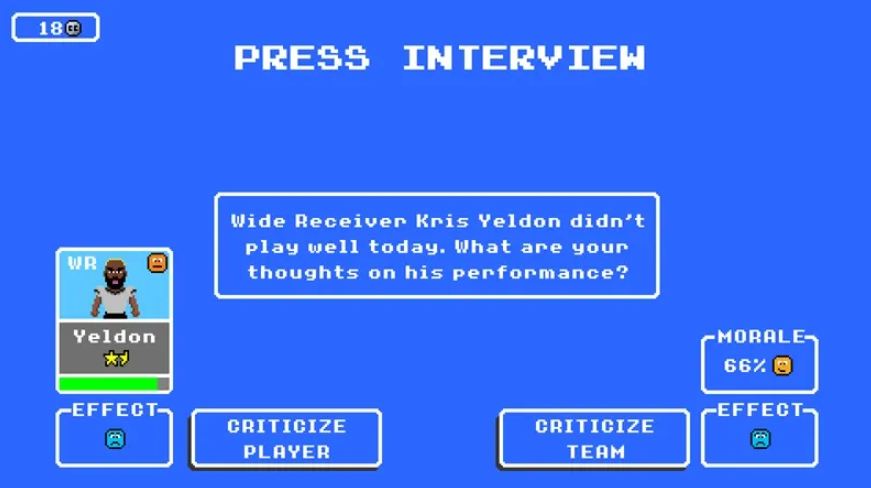 18
PRESS INTERVIEW
Wide Receiver Kris Yeldon didn't
play well today. What are your
thoughts on his performance?
WR
Yeldon
MORALE
66%
EFFECT
CRITICIZE
PLAYER
CRITICIZE
TEAM
EFFECT